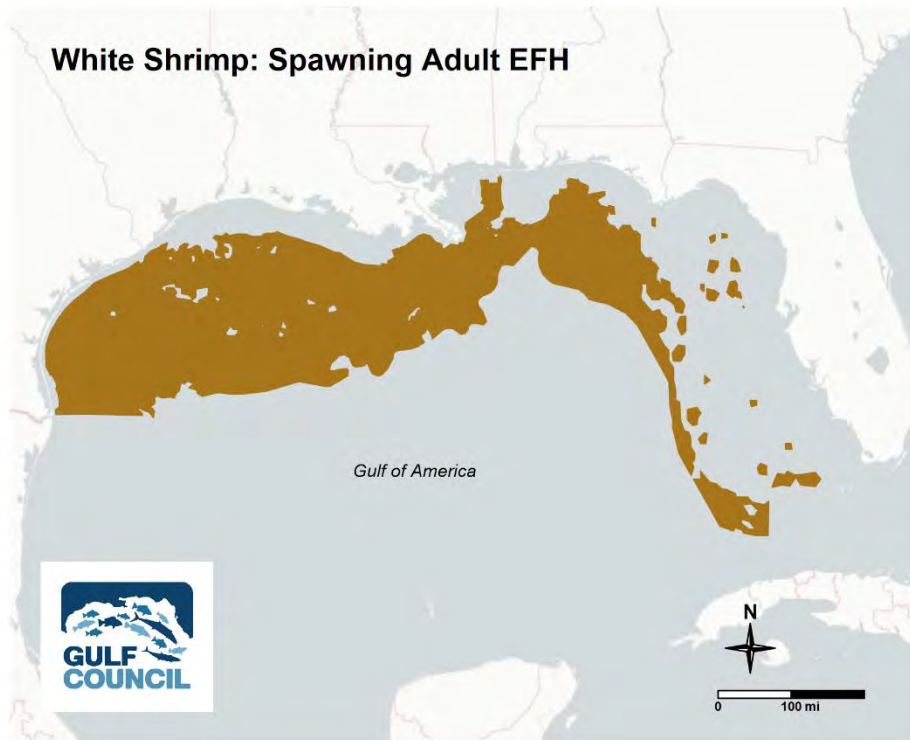 White Shrimp: Spawning Adult EFH
Gulf of America
GULF
COUNCIL
N
0 100 mi